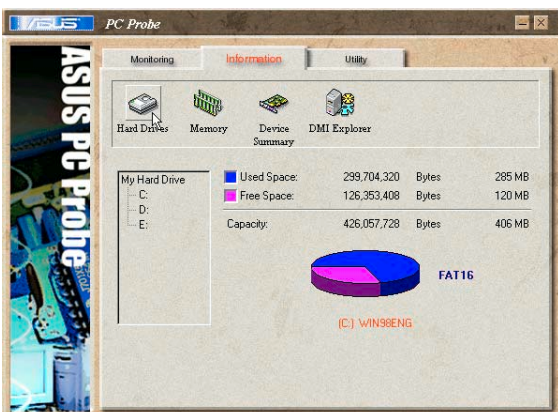 ASUS PC Probe
Monitoring Information Utility
Hard Drives Memory Device Summary DMI Explorer
ASUS PC Probe
My Hard Drive
C:
D:
E:
Used Space: 299,704,320 Bytes 285 MB
Free Space: 126,353,408 Bytes 120 MB
Capacity: 426,057,728 Bytes 406 MB
FAT16
(C:) WIN98ENG